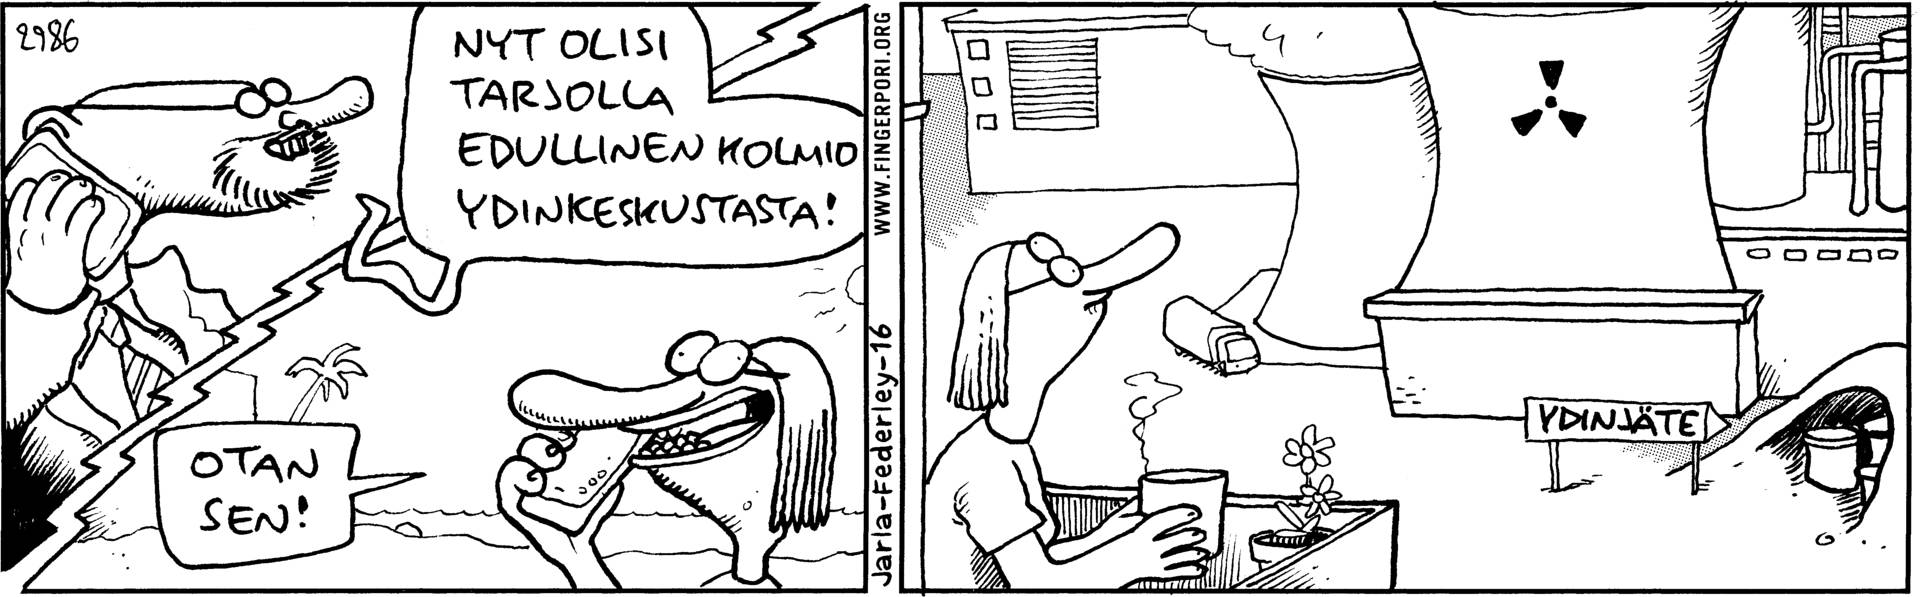 2986
NYT OLISI
TARJOLLA
EDULLINEN KOLMIO
YDINKESKUSTASTA!
OTAN
SEN!
WWW.FINGERPORI.ORG
Jarla-Federley-16
YDINJÄTE